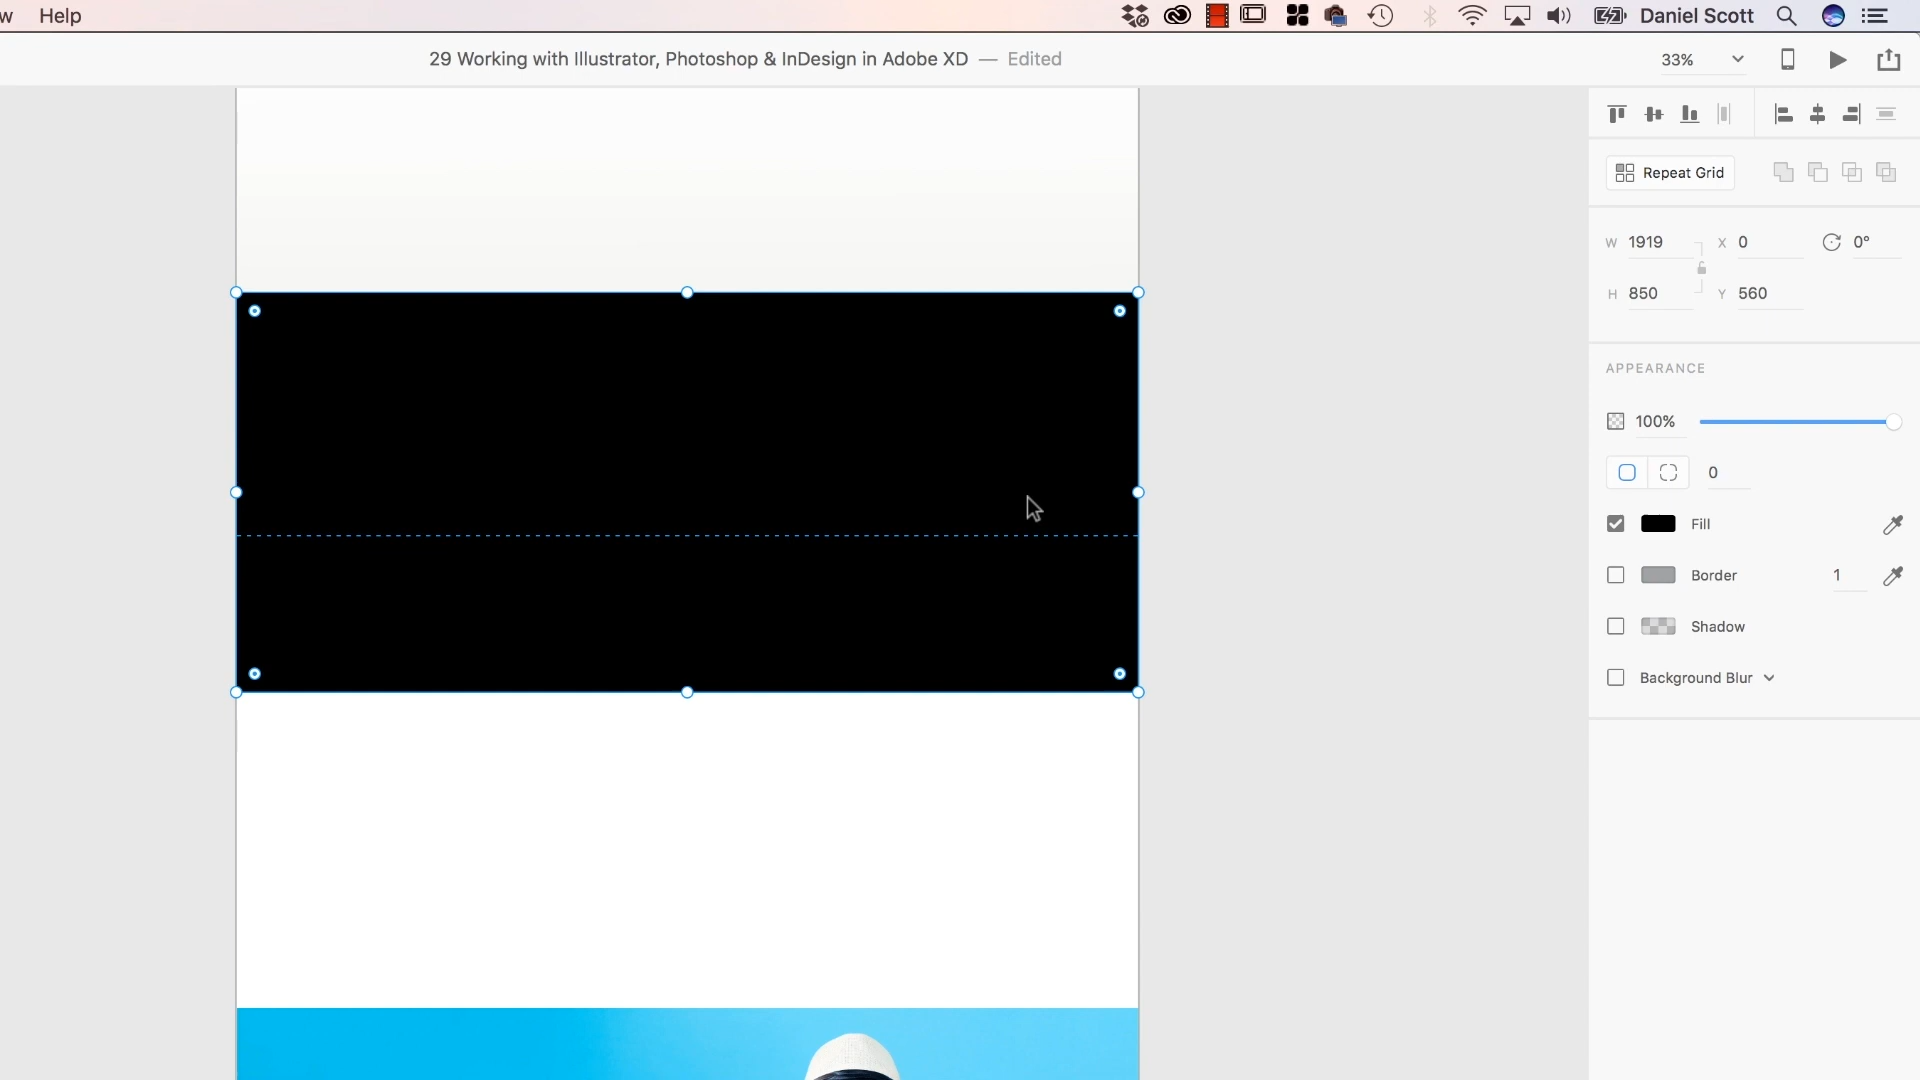 w Help Daniel Scott
29 Working with Illustrator, Photoshop & InDesign in Adobe XD — Edited 33%
Repeat Grid
W 1919 X 0 0°
H 850 Y 560
APPEARANCE
100%
0
Fill
Border 1
Shadow
Background Blur